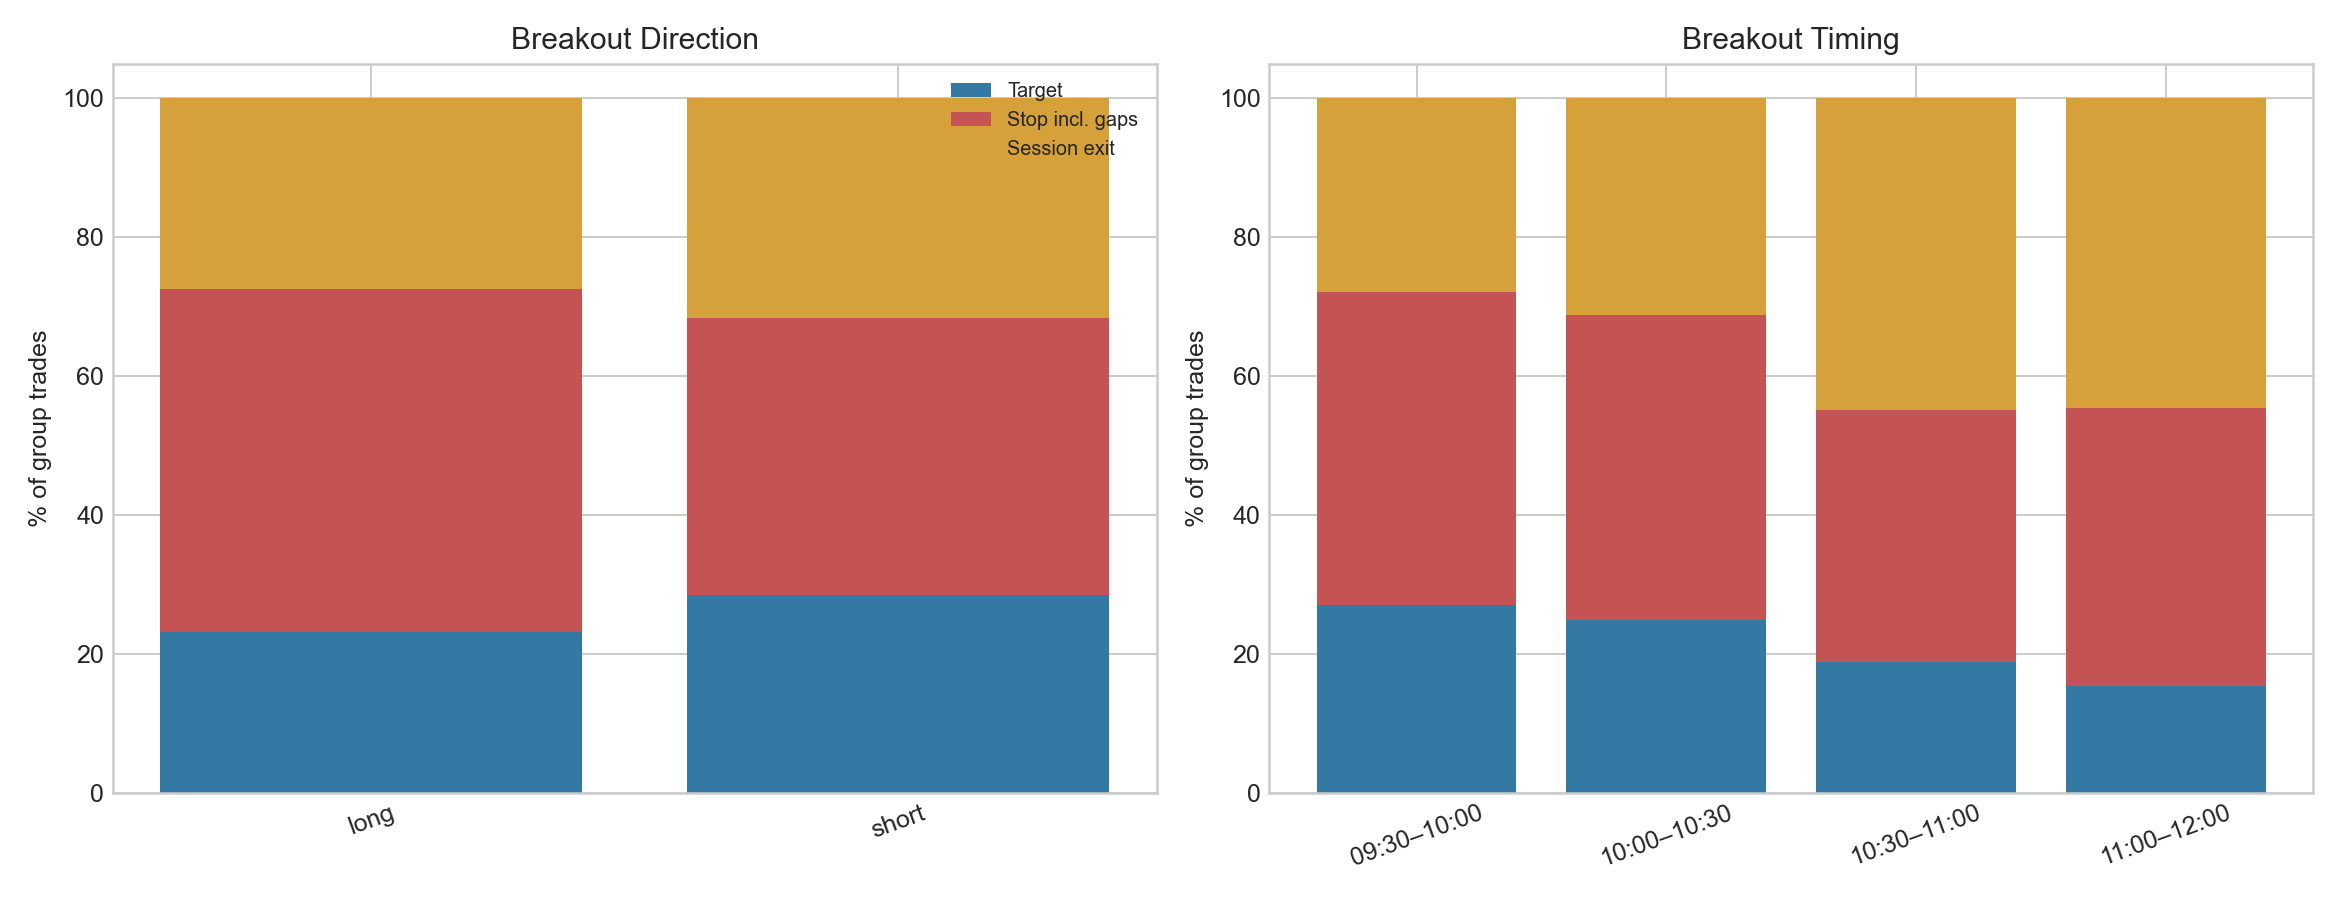 Breakout Direction
% of group trades
100
80
60
40
20
0
long
short
Target
Stop incl. gaps
Session exit
Breakout Timing
% of group trades
100
80
60
40
20
0
09:30–10:00
10:00–10:30
10:30–11:00
11:00–12:00